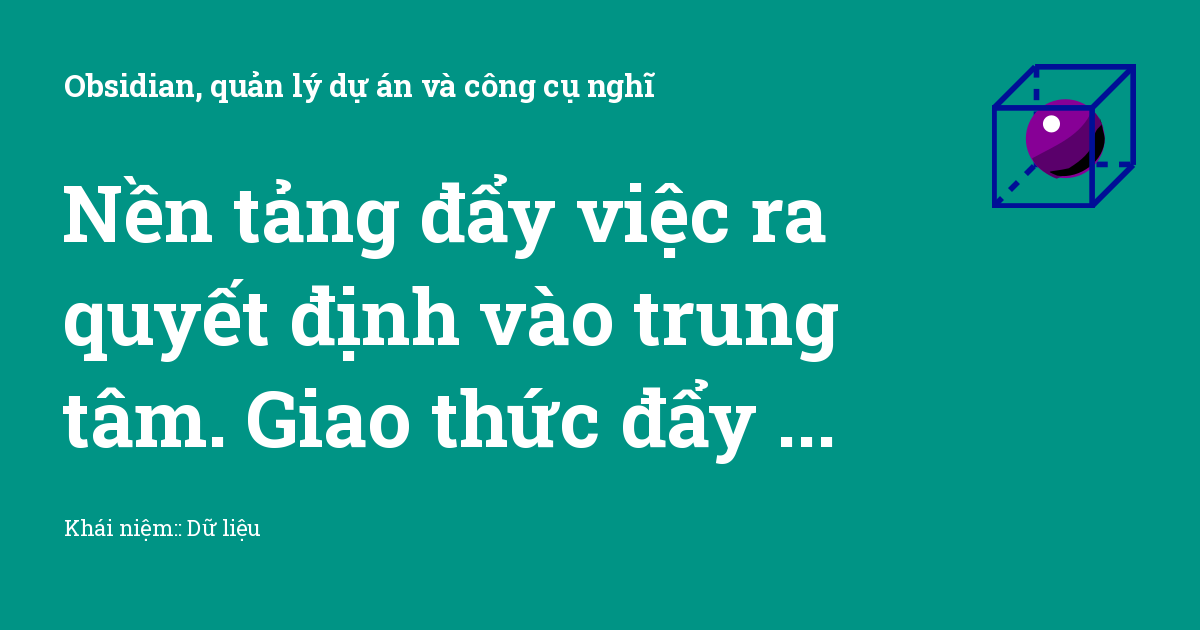 Obsidian, quản lý dự án và công cụ nghĩ
Nền tảng đẩy việc ra
quyết định vào trung
tâm. Giao thức đẩy ...
Khái niệm:: Dữ liệu